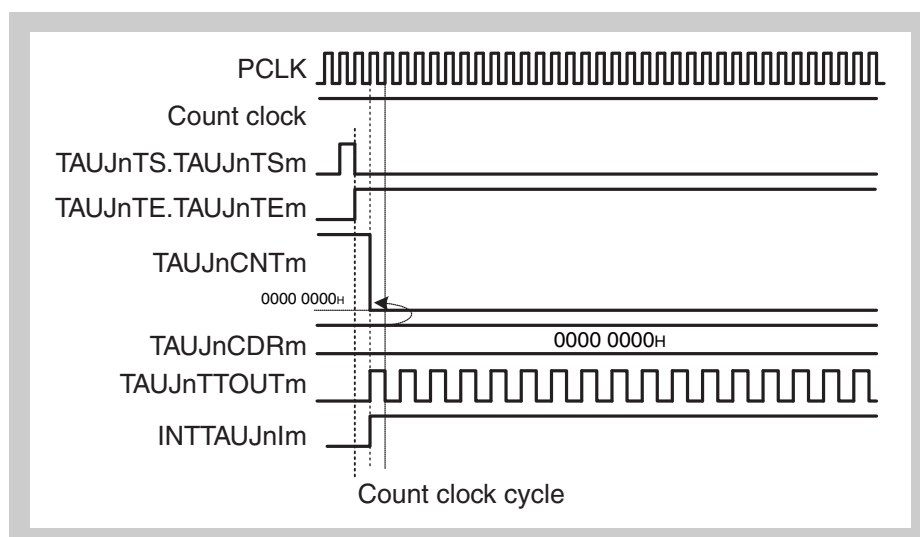 PCLK
Count clock
TAUJnTS.TAUJnTSm
TAUJnTE.TAUJnTEm
TAUJnCNTm
0000 0000H
TAUJnCDRm
0000 0000H
TAUJnTTOUTm
INTTAUJnIm
Count clock cycle